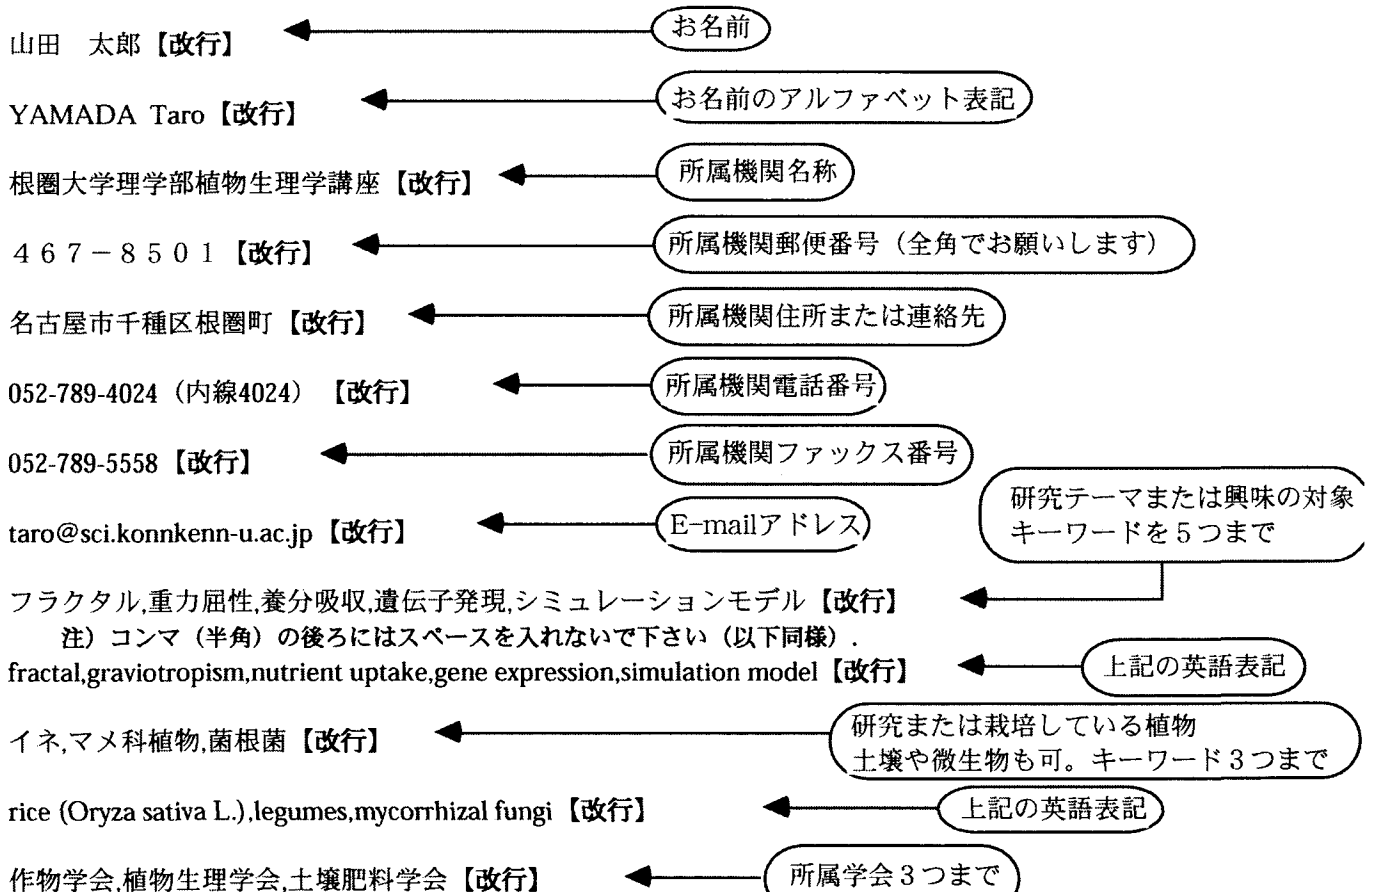 山田　太郎【改行】
お名前
YAMADA Taro【改行】
お名前のアルファベット表記
根圏大学理学部植物生理学講座【改行】
所属機関名称
４６７－８５０１【改行】
所属機関郵便番号（全角でお願いします）
名古屋市千種区根圏町【改行】
所属機関住所または連絡先
052-789-4024（内線4024）【改行】
所属機関電話番号
052-789-5558【改行】
所属機関ファックス番号
taro@sci.konnkenn-u.ac.jp【改行】
E-mailアドレス
研究テーマまたは興味の対象
キーワードを５つまで
フラクタル,重力屈性,養分吸収,遺伝子発現,シミュレーションモデル【改行】
注）コンマ（半角）の後ろにはスペースを入れないで下さい（以下同様）.
fractal,graviotropism,nutrient uptake,gene expression,simulation model【改行】
上記の英語表記
イネ,マメ科植物,菌根菌【改行】
研究または栽培している植物
土壌や微生物も可。キーワード３つまで
rice (Oryza sativa L.),legumes,mycorrhizal fungi【改行】
上記の英語表記
作物学会,植物生理学会,土壌肥料学会【改行】
所属学会３つまで